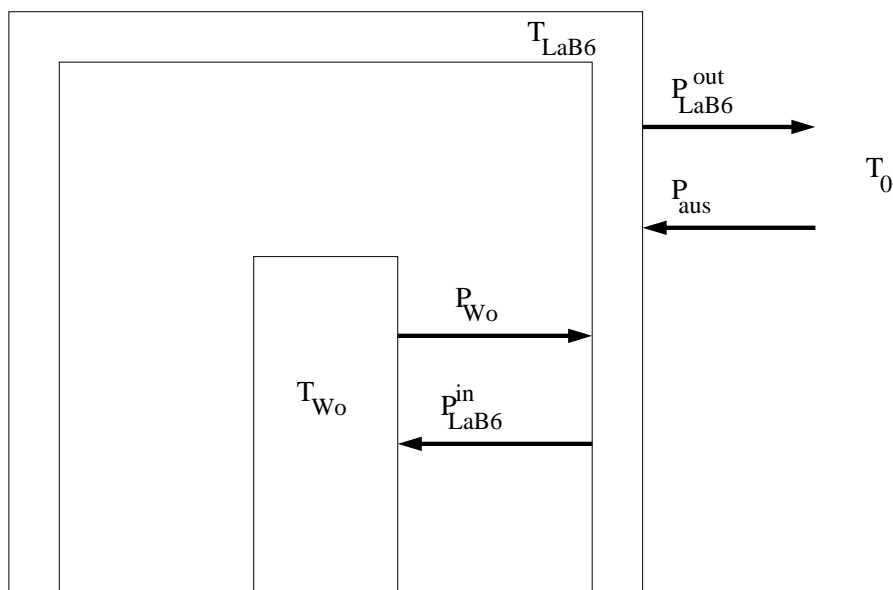 T_LaB6
P_LaB6^out
T_0
P_aus
P_Wo
T_Wo
P_LaB6^in